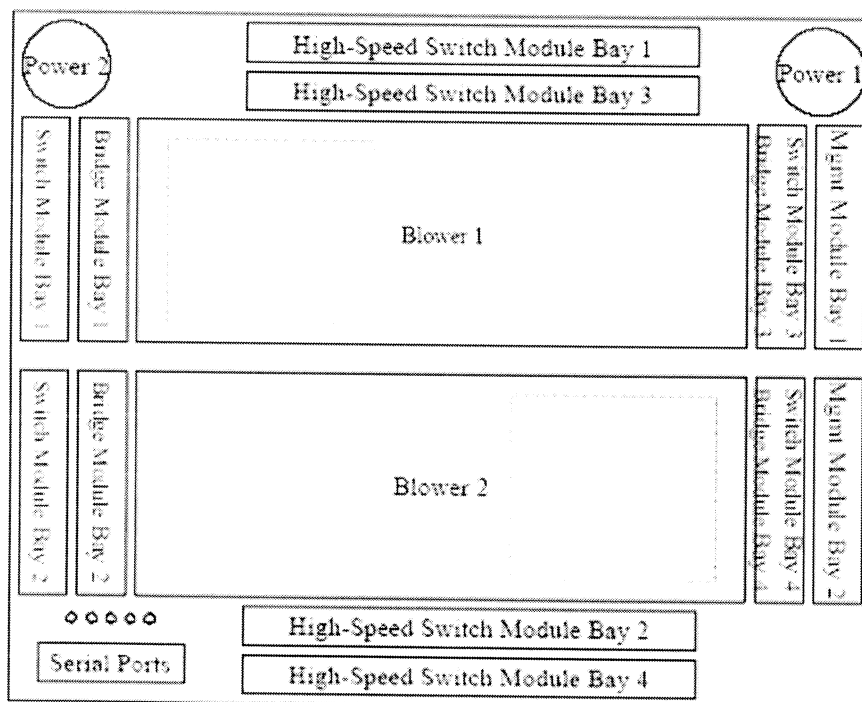 High-Speed Switch Module Bay 1
Power 2
Power 1
High-Speed Switch Module Bay 3
Switch Module Bay 1
Bridge Module Bay 1
Blower 1
Switch Module Bay 3
Bridge Module Bay 3
Mgmt Module Bay 1
Switch Module Bay 2
Bridge Module Bay 2
Blower 2
Switch Module Bay 4
Bridge Module Bay 4
Mgmt Module Bay 2
High-Speed Switch Module Bay 2
Serial Ports
High-Speed Switch Module Bay 4